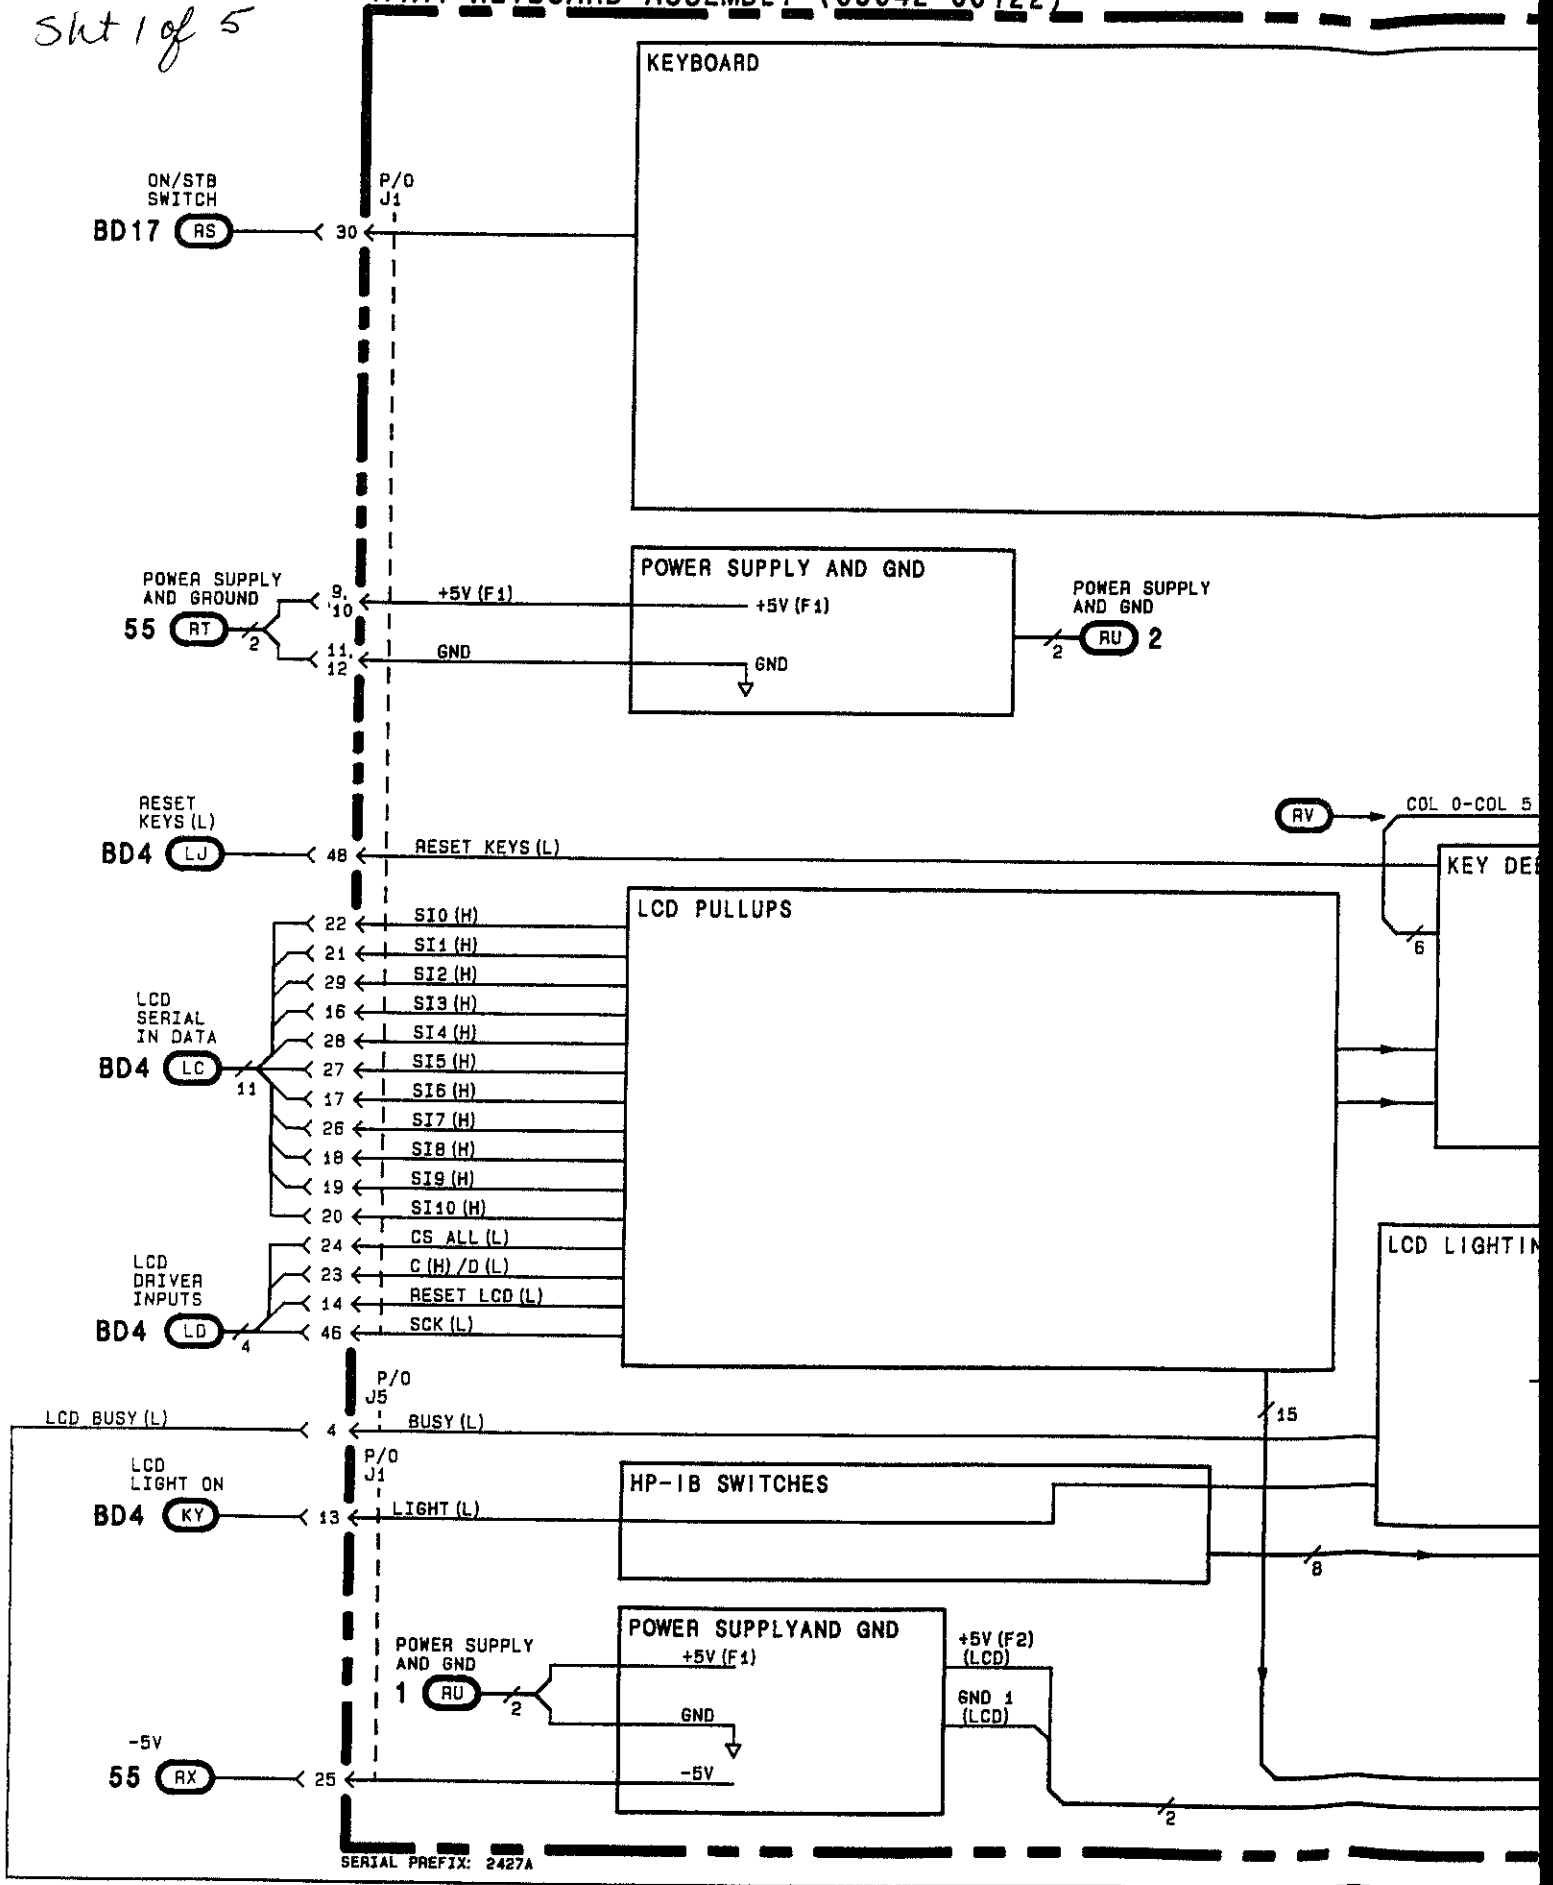 Sht 1 of 5
KEYBOARD ASSEMBLY
KEYBOARD
ON/STB
SWITCH
BD17 RS
30
P/O
J1
POWER SUPPLY
AND GROUND
55 RT
2
9,
10
+5V (F1)
11,
12
GND
POWER SUPPLY AND GND
+5V (F1)
GND
2
POWER SUPPLY
AND GND
RU 2
RESET
KEYS (L)
BD4 LJ
48
RESET KEYS (L)
RV
COL 0-COL 5
6
KEY DE
LCD PULLUPS
LCD
SERIAL
IN DATA
BD4 LC
11
22 SI0 (H)
21 SI1 (H)
29 SI2 (H)
16 SI3 (H)
28 SI4 (H)
27 SI5 (H)
17 SI6 (H)
26 SI7 (H)
18 SI8 (H)
19 SI9 (H)
20 SI10 (H)
24 CS ALL (L)
23 C (H) /D (L)
14 RESET LCD (L)
46 SCK (L)
LCD
DRIVER
INPUTS
BD4 LD
4
LCD LIGHTIN
15
P/O
J5
LCD BUSY (L)
4
BUSY (L)
P/O
J1
LCD
LIGHT ON
BD4 KY
13
LIGHT (L)
HP-IB SWITCHES
8
POWER SUPPLY
AND GND
1 RU
2
POWER SUPPLYAND GND
+5V (F1)
GND
-5V
+5V (F2)
(LCD)
GND 1
(LCD)
2
-5V
55 RX
25
SERIAL PREFIX: 2427A